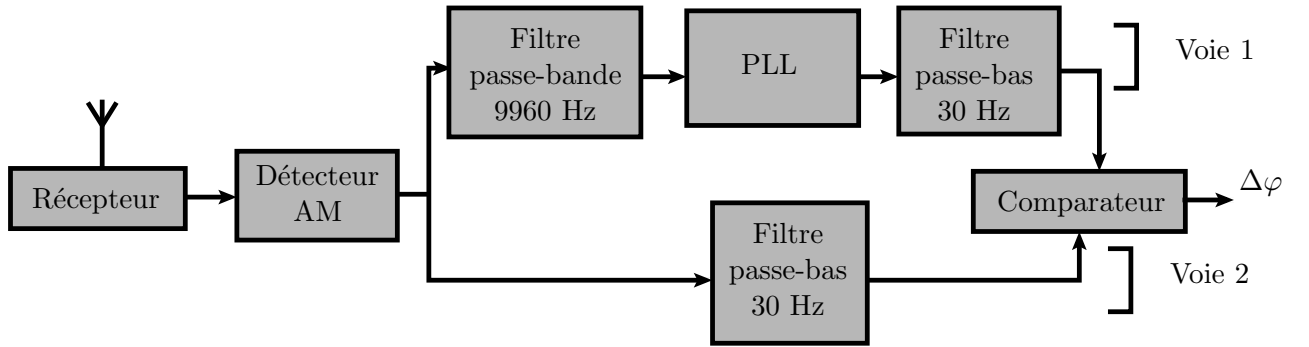 Filtre
passe-bande
9960 Hz
PLL
Filtre
passe-bas
30 Hz
Voie 1
Récepteur
Détecteur
AM
Comparateur
Δφ
Filtre
passe-bas
30 Hz
Voie 2